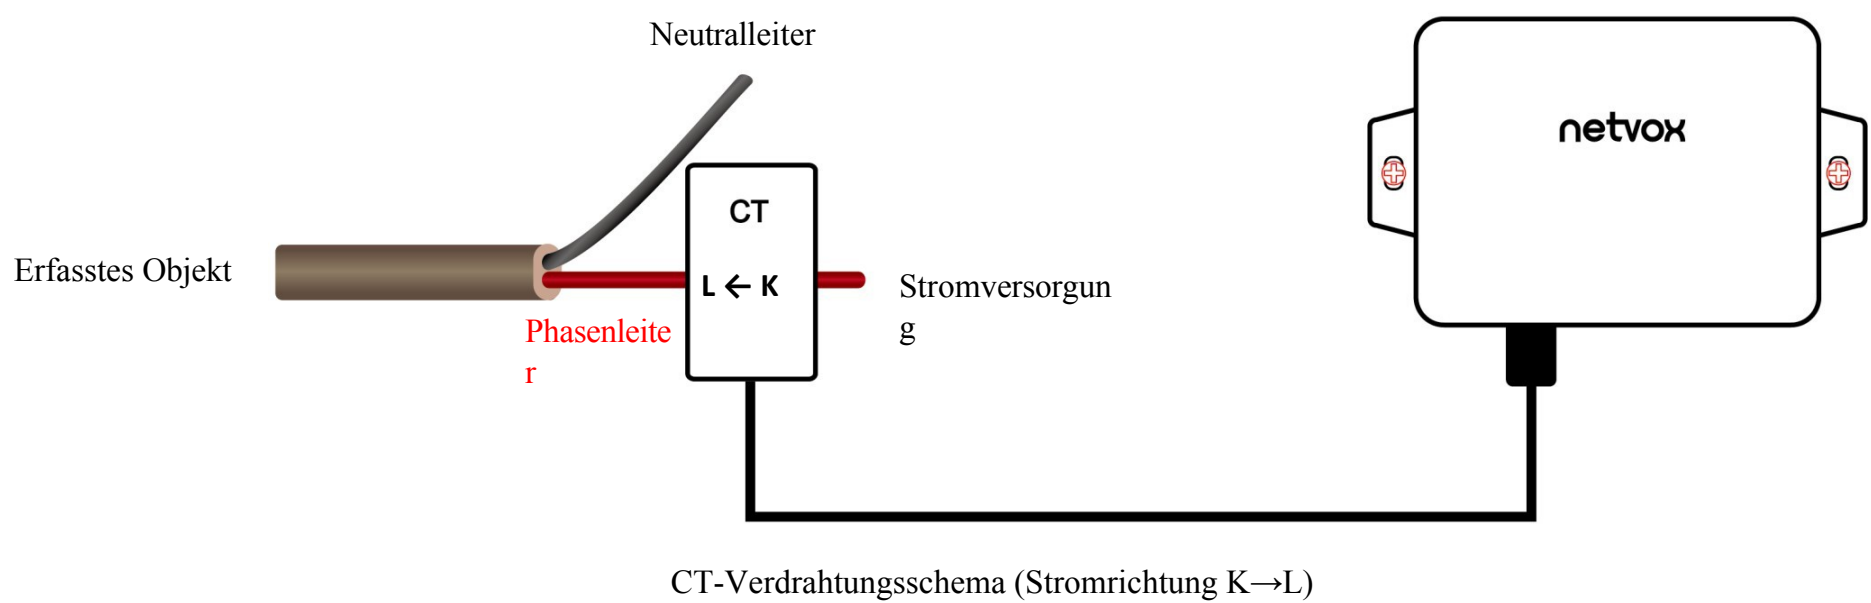 Neutralleiter
netvox
CT
Erfasstes Objekt
L ← K
Stromversorgun
g
Phasenleite
r
CT-Verdrahtungsschema (Stromrichtung K→L)